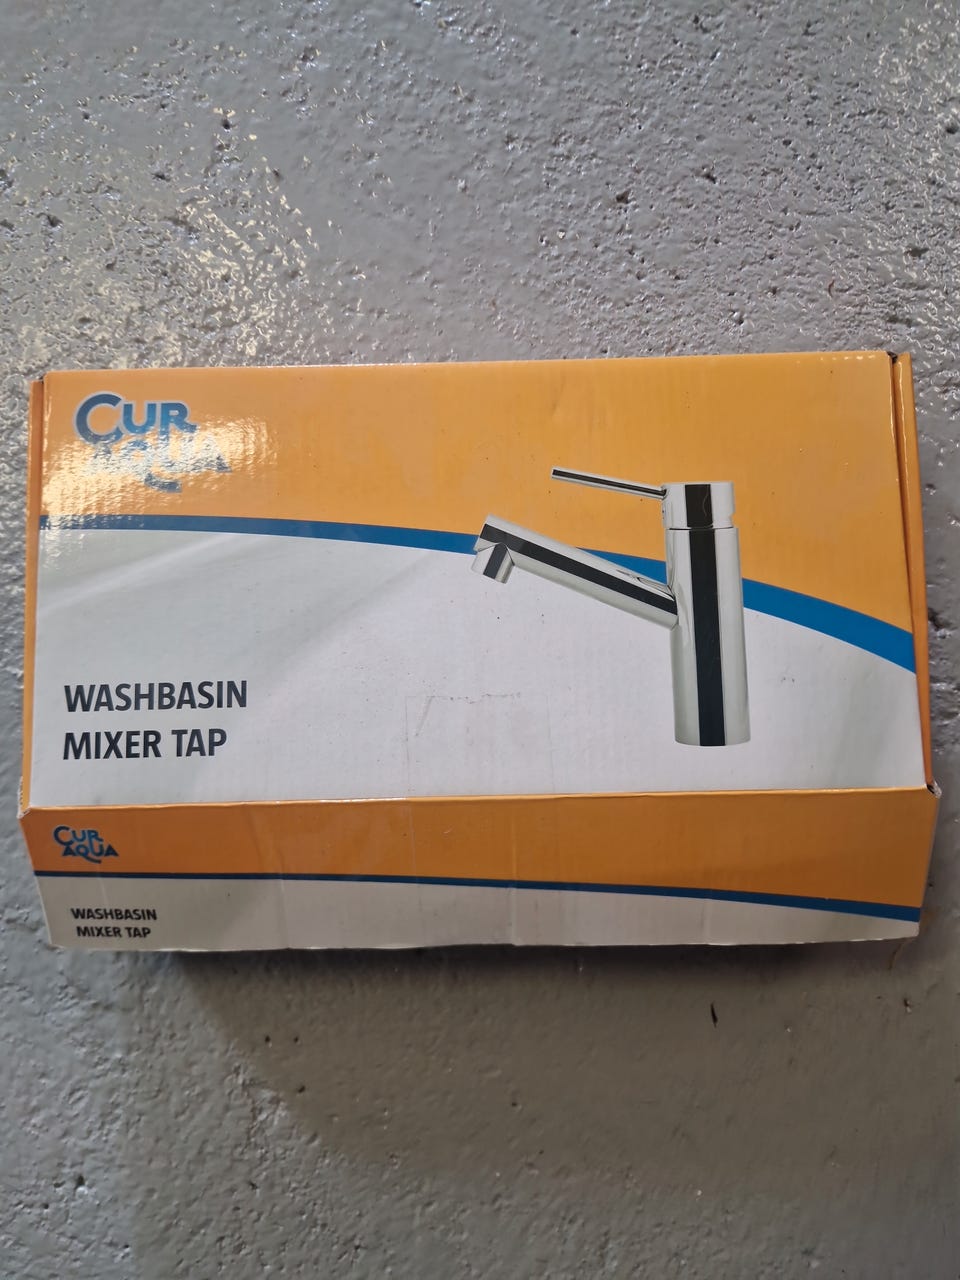 CUR
AQUA
WASHBASIN
MIXER TAP
CUR
AQUA
WASHBASIN
MIXER TAP